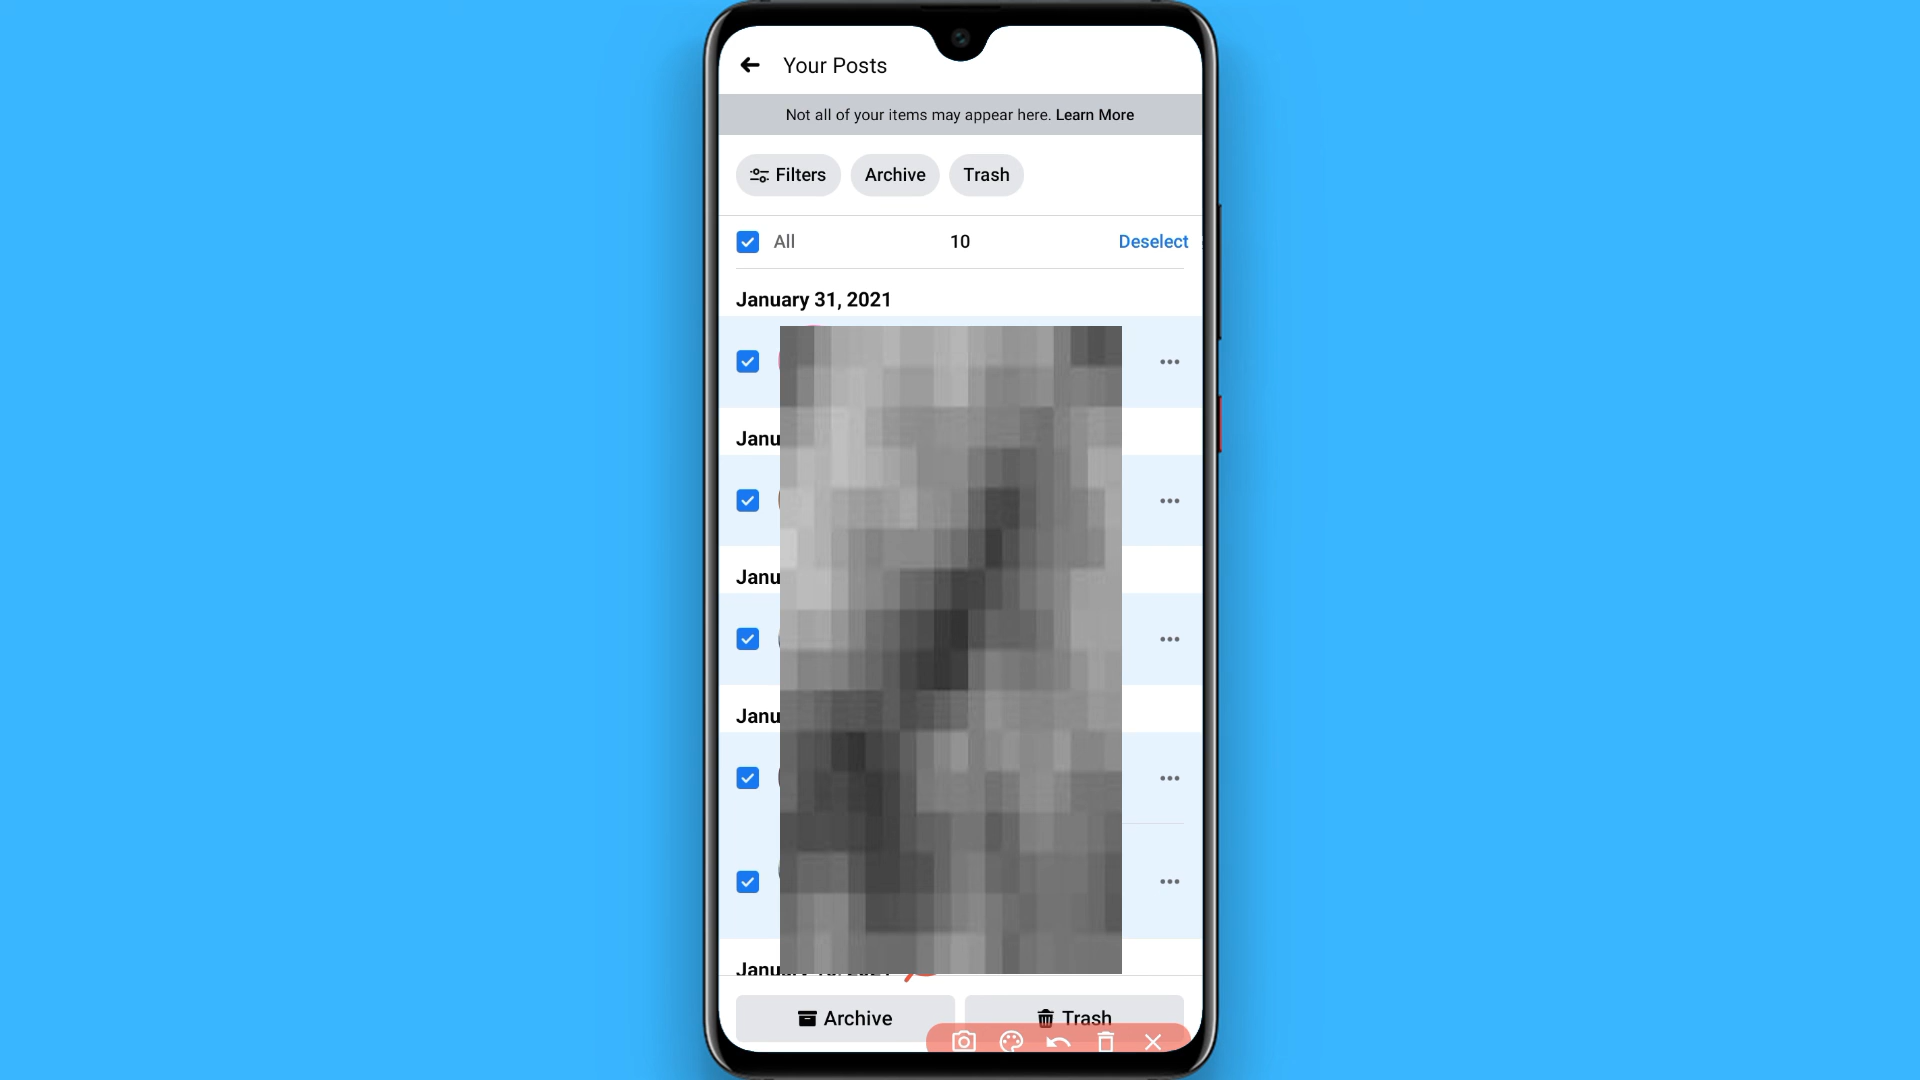 Your Posts
Not all of your items may appear here. Learn More
Filters Archive Trash
All 10 Deselect
January 31, 2021
Janu
Janu
Janu
Archive Trash